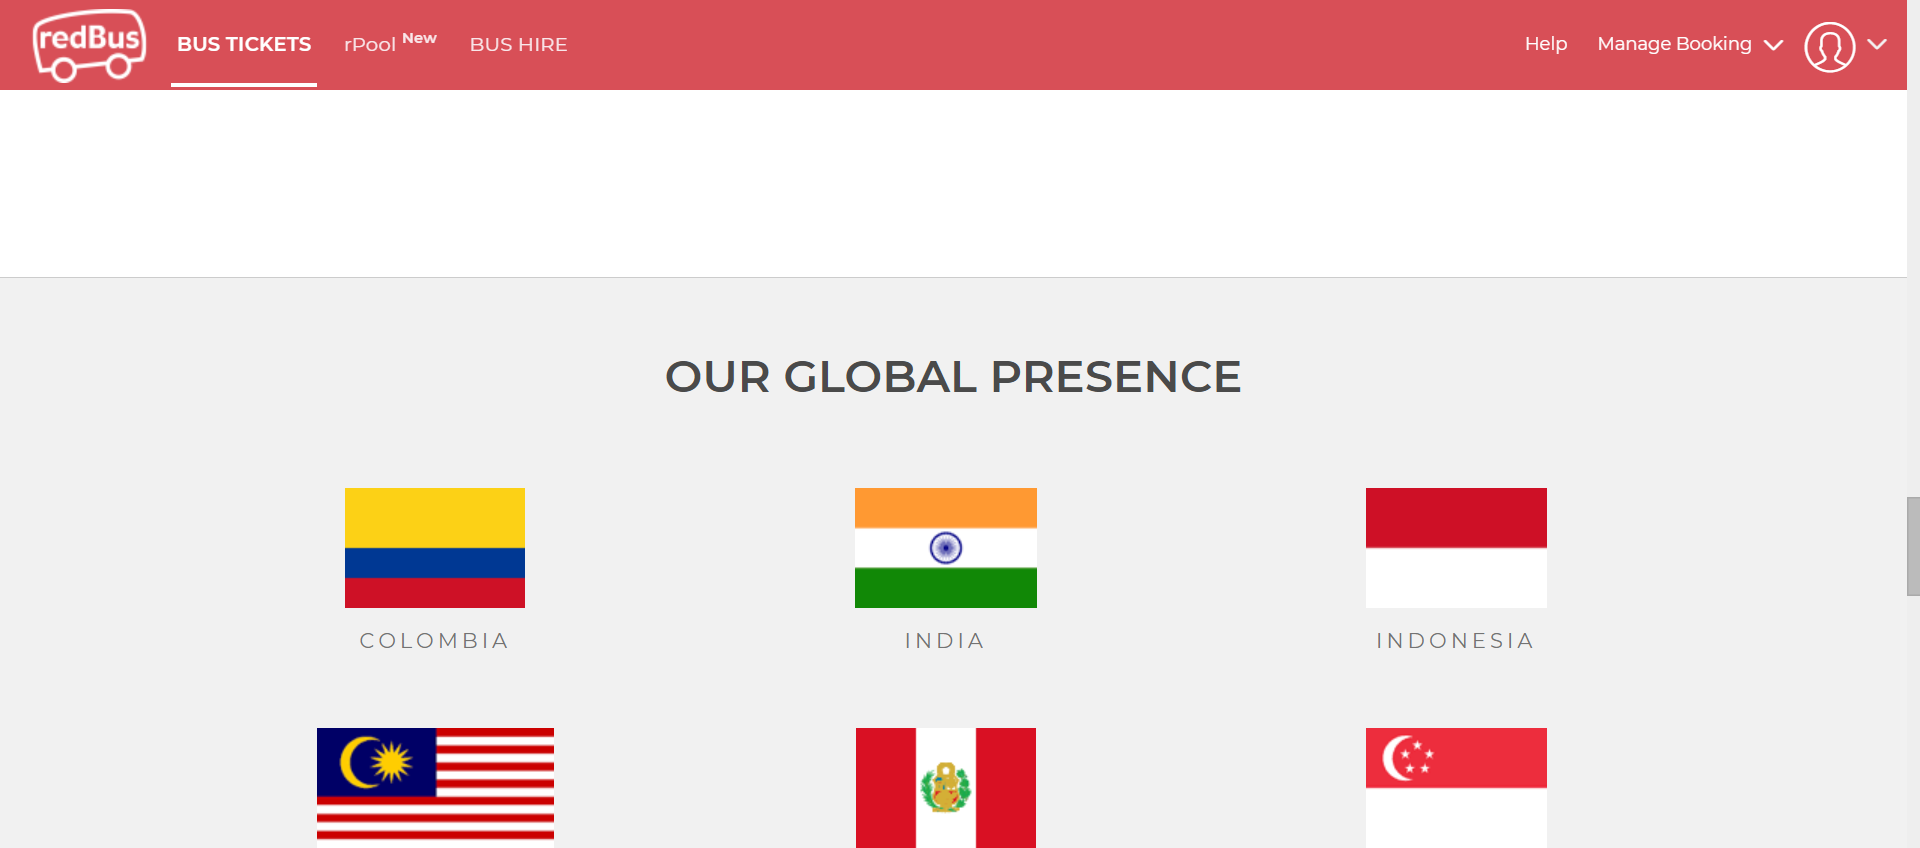 redBus
BUS TICKETS rPool New BUS HIRE Help Manage Booking
OUR GLOBAL PRESENCE
COLOMBIA INDIA INDONESIA